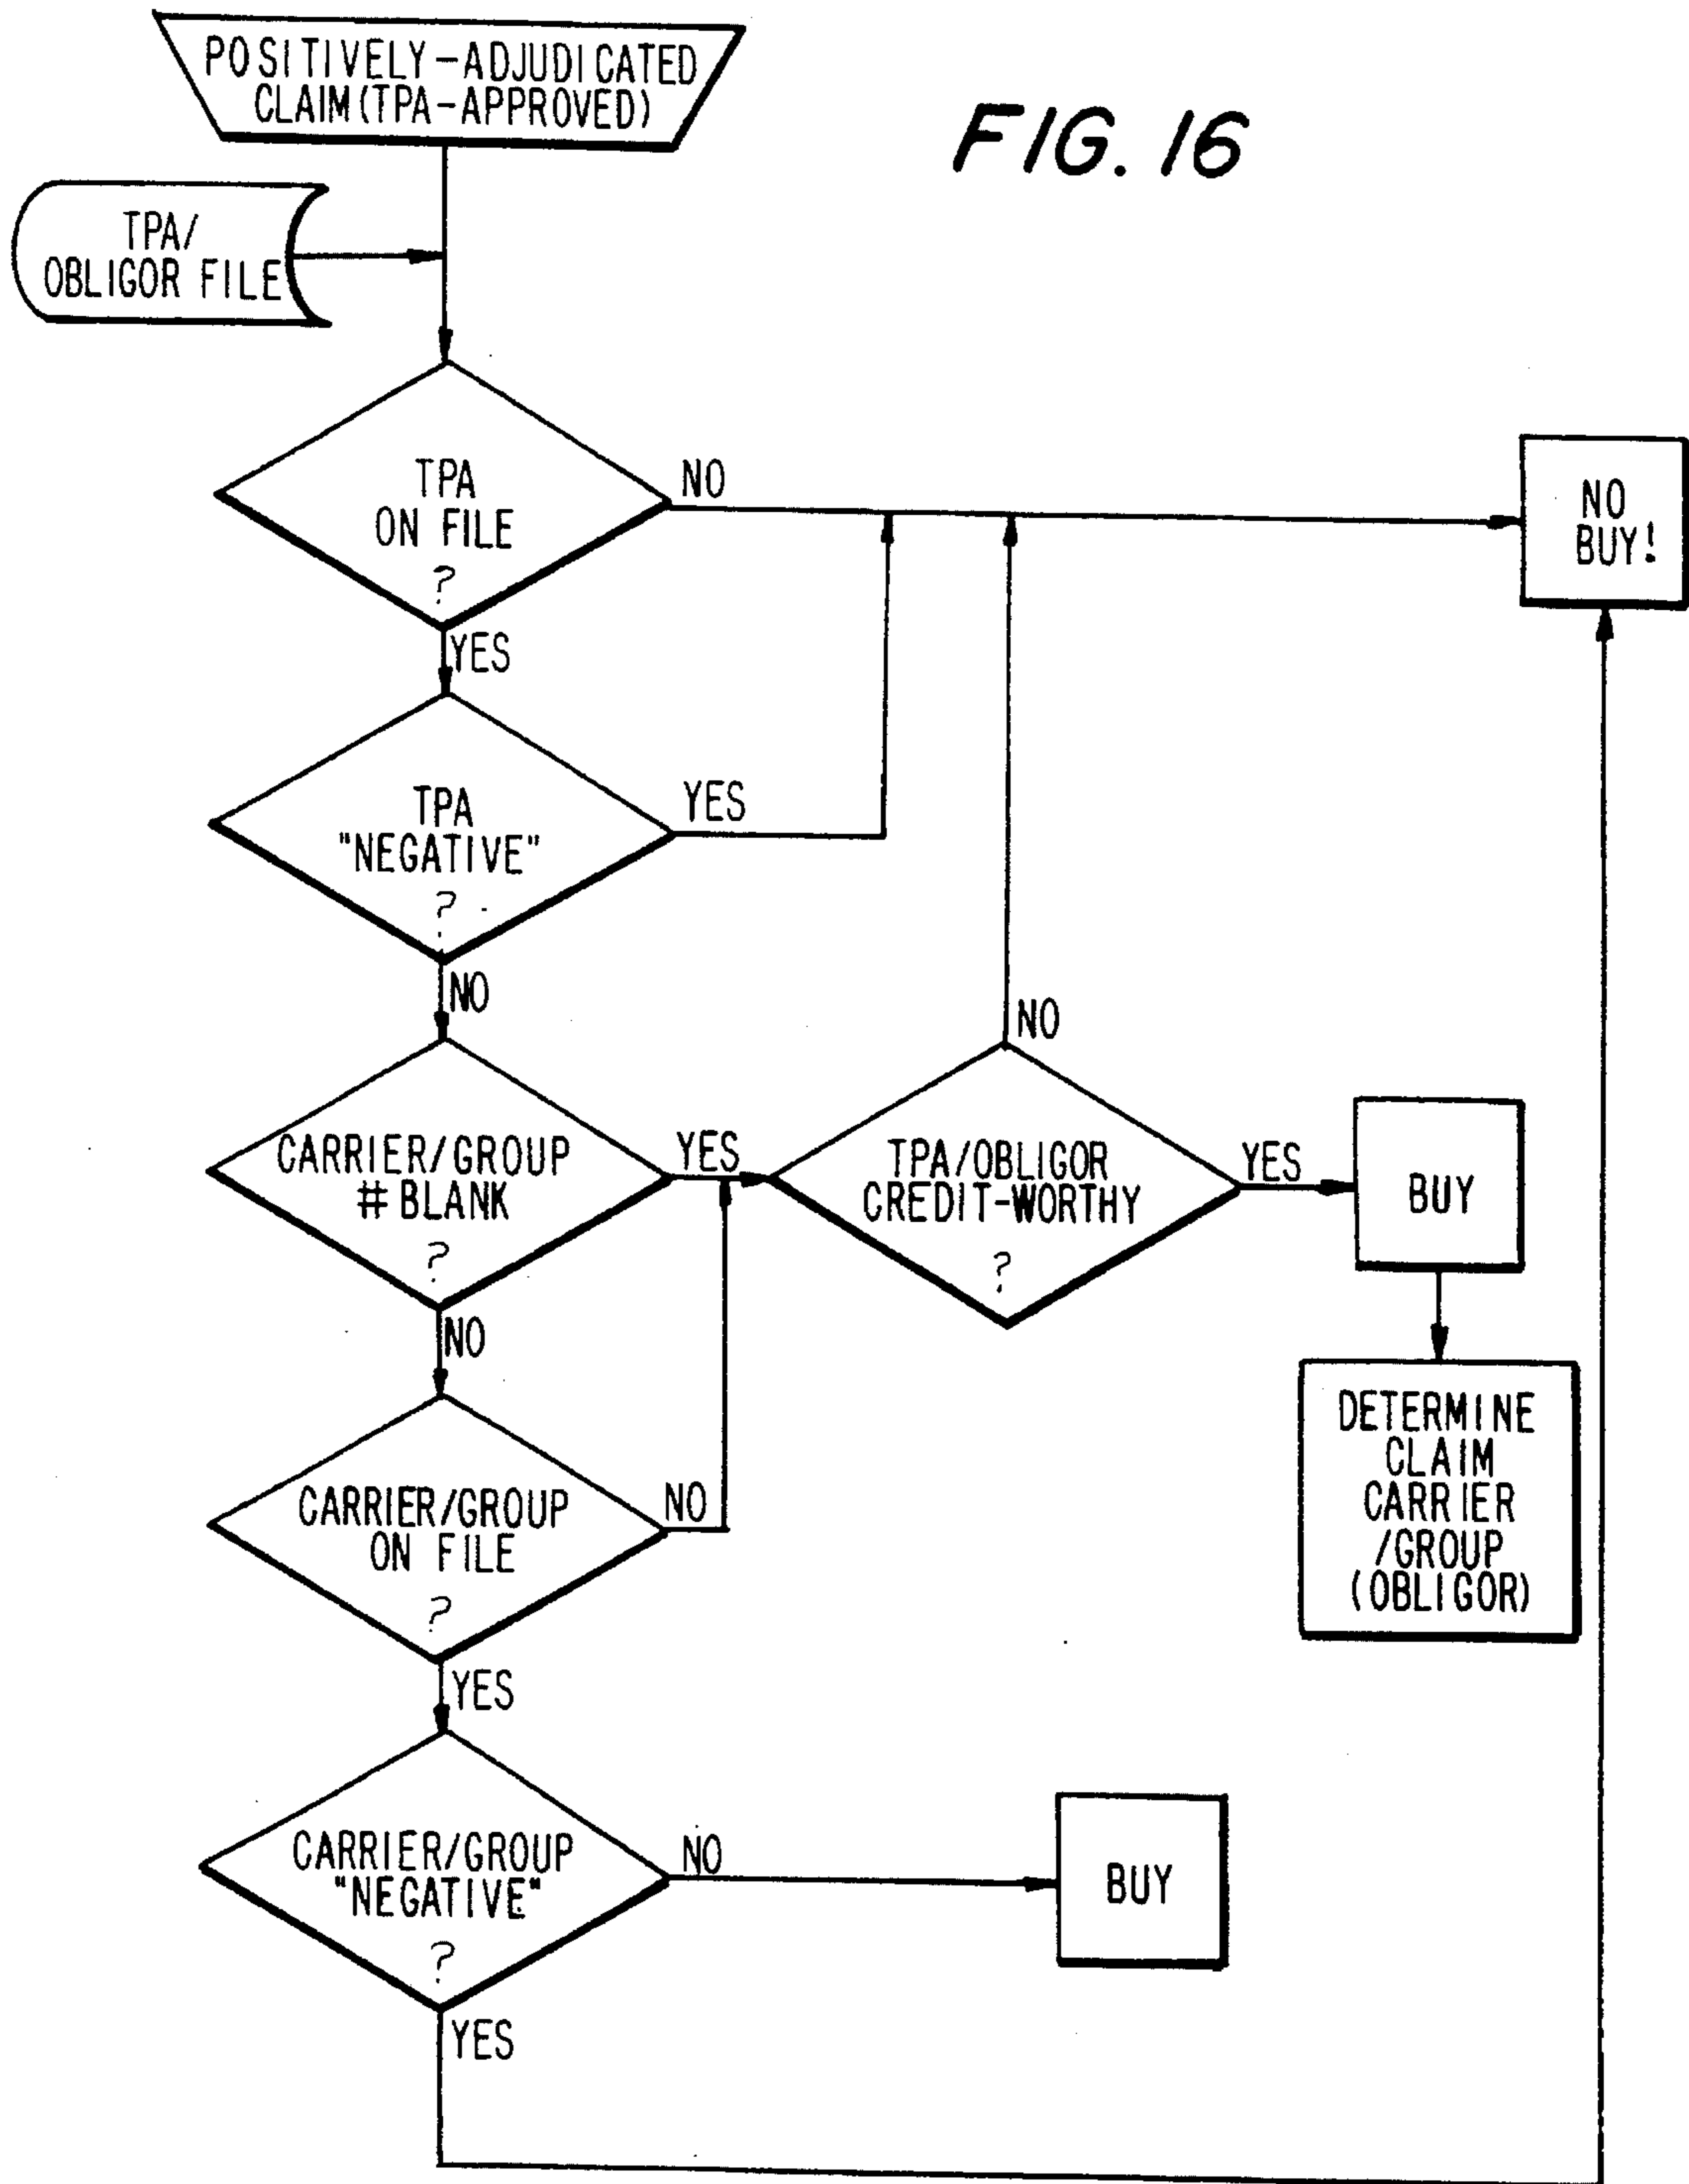 POSITIVELY-ADJUDICATED
CLAIM(TPA-APPROVED)
FIG. 16
TPA/
OBLIGOR FILE
TPA
ON FILE
?
NO
NO
BUY!
YES
TPA
"NEGATIVE"
?
YES
NO
CARRIER/GROUP
# BLANK
?
YES
NO
TPA/OBLIGOR
CREDIT-WORTHY
?
YES
BUY
NO
DETERMINE
CLAIM
CARRIER
/GROUP
(OBLIGOR)
CARRIER/GROUP
ON FILE
?
NO
YES
CARRIER/GROUP
"NEGATIVE"
?
NO
BUY
YES